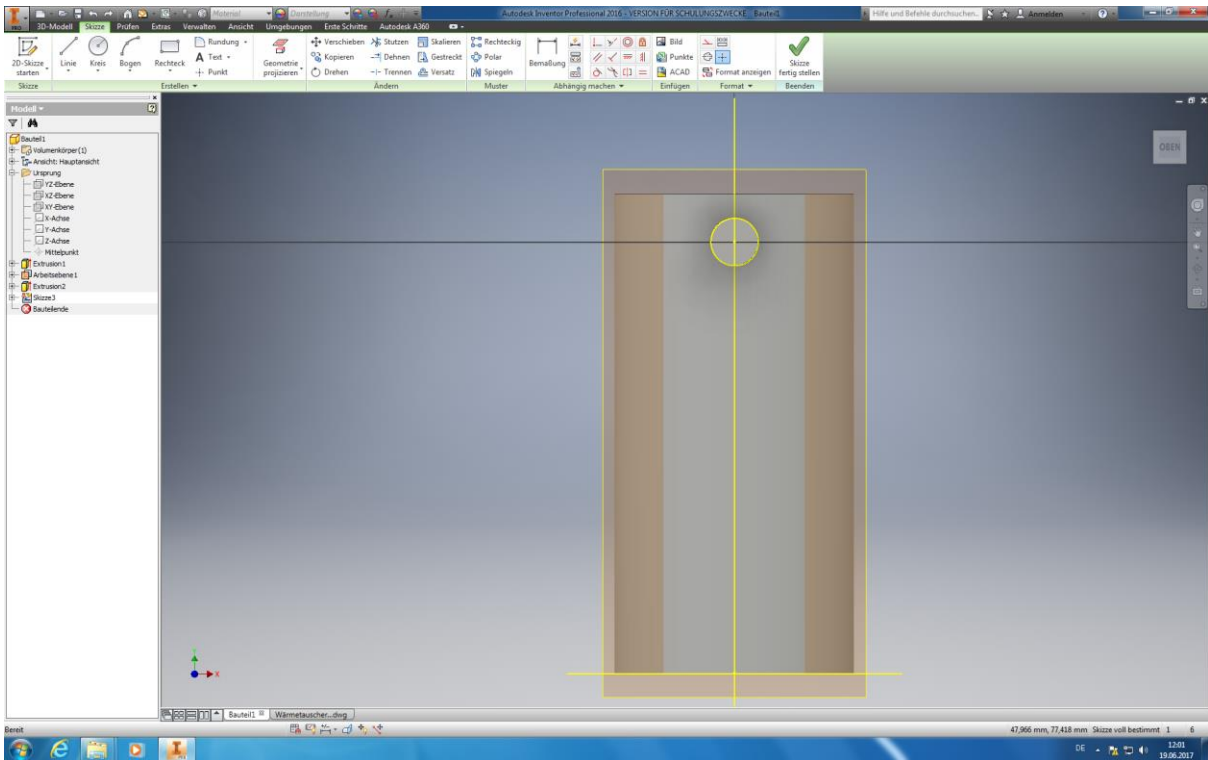 Material Darstellung Autodesk Inventor Professional 2016 - VERSION FÜR SCHULUNGSZWECKE Bauteil1 Hilfe und Befehle durchsuchen... Anmelden
3D-Modell Skizze Prüfen Extras Verwalten Ansicht Umgebungen Erste Schritte Autodesk A360
Rundung Verschieben Stutzen Skalieren Rechteckig Bild
2D-Skizze starten Linie Kreis Bogen Rechteck Text Geometrie projizieren Kopieren Dehnen Gestreckt Polar Bemaßung Punkte Skizze fertig stellen
Punkt Drehen Trennen Versatz Spiegeln ACAD Format anzeigen
Skizze Erstellen Ändern Muster Abhängig machen Einfügen Format Beenden
Modell
Bauteil1
Volumenkörper(1)
Ansicht: Hauptansicht
Ursprung
YZ-Ebene
XZ-Ebene
XY-Ebene
X-Achse
Y-Achse
Z-Achse
Mittelpunkt
Extrusion1
Arbeitsebene1
Extrusion2
Skizze3
Bauteilende
OBEN
Y
X
Bauteil1 Wärmetauscher...dwg
Bereit 47,966 mm, 77,418 mm Skizze voll bestimmt 1 6
DE 12:01
19.06.2017